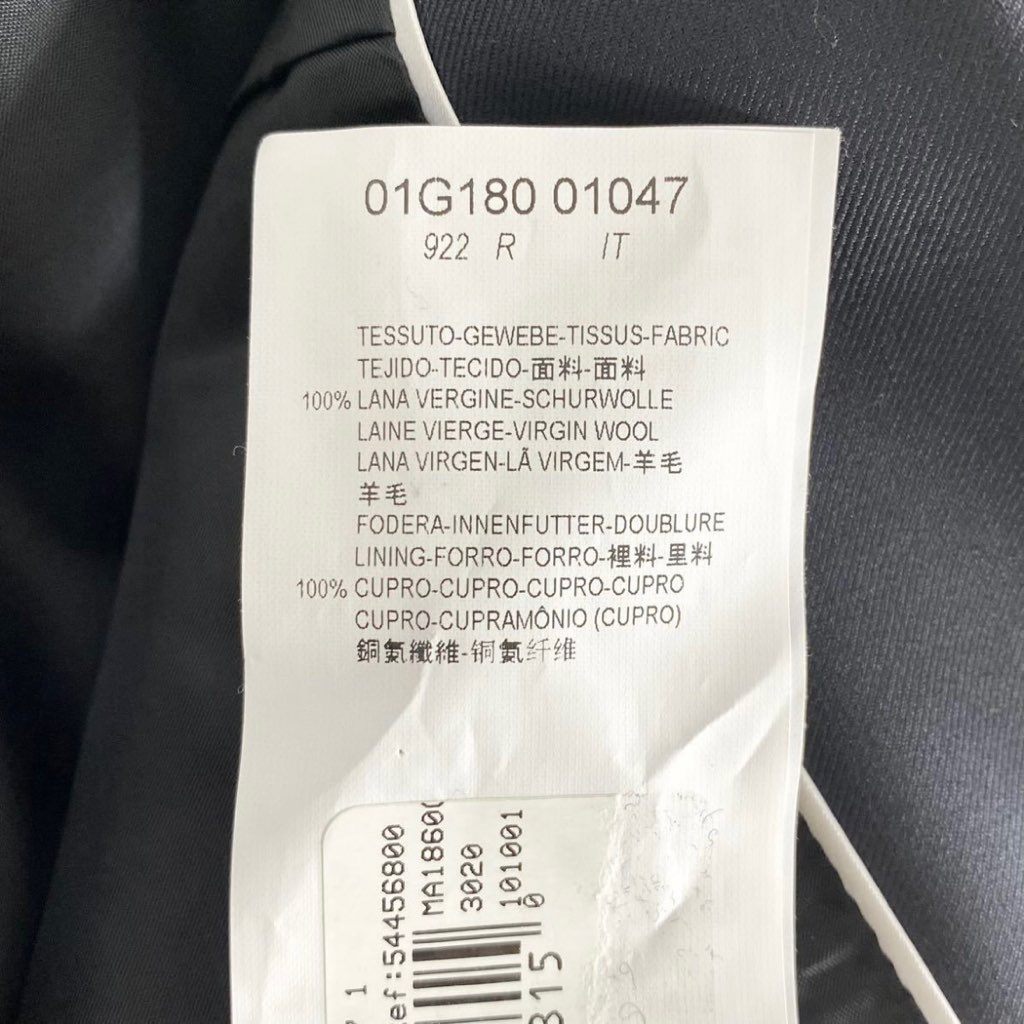 01G180 01047
922 R IT
TESSUTO-GEWEBE-TISSUS-FABRIC
TEJIDO-TECIDO-面料-面料
100% LANA VERGINE-SCHURWOLLE
LAINE VIERGE-VIRGIN WOOL
LANA VIRGEN-LÃ VIRGEM-羊毛
羊毛
FODERA-INNENFUTTER-DOUBLURE
LINING-FORRO-FORRO-裡料-里料
100% CUPRO-CUPRO-CUPRO-CUPRO
CUPRO-CUPRAMÔNIO (CUPRO)
銅氨纖維-铜氨纤维
ef:54456800
MA18600
3020
101001
0
815
1